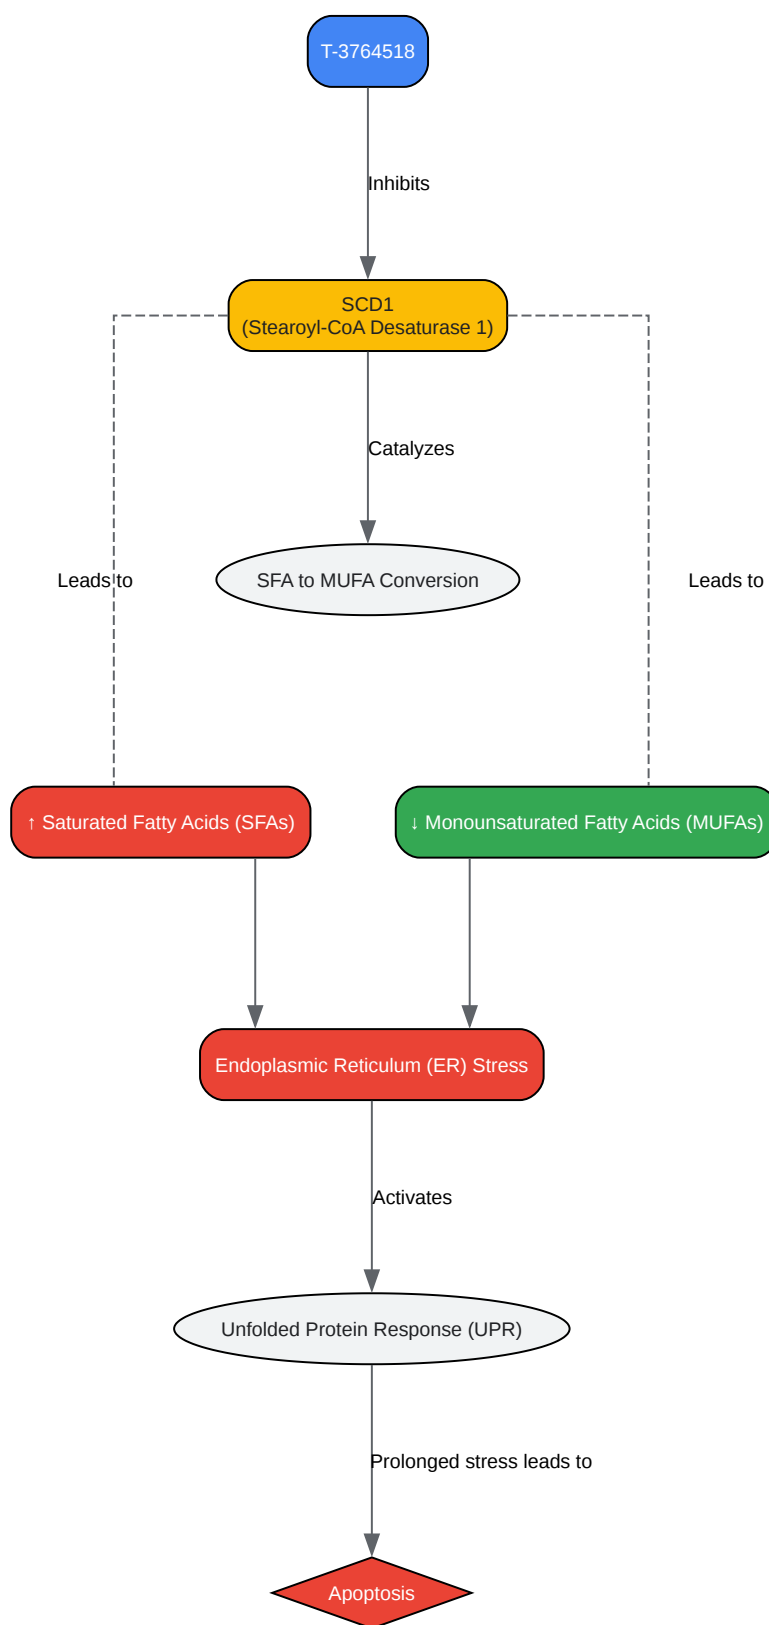 T-3764518
Inhibits
SCD1
(Stearoyl-CoA Desaturase 1)
Catalyzes
Leads to
SFA to MUFA Conversion
Leads to
↑ Saturated Fatty Acids (SFAs)
↓ Monounsaturated Fatty Acids (MUFAs)
Endoplasmic Reticulum (ER) Stress
Activates
Unfolded Protein Response (UPR)
Prolonged stress leads to
Apoptosis